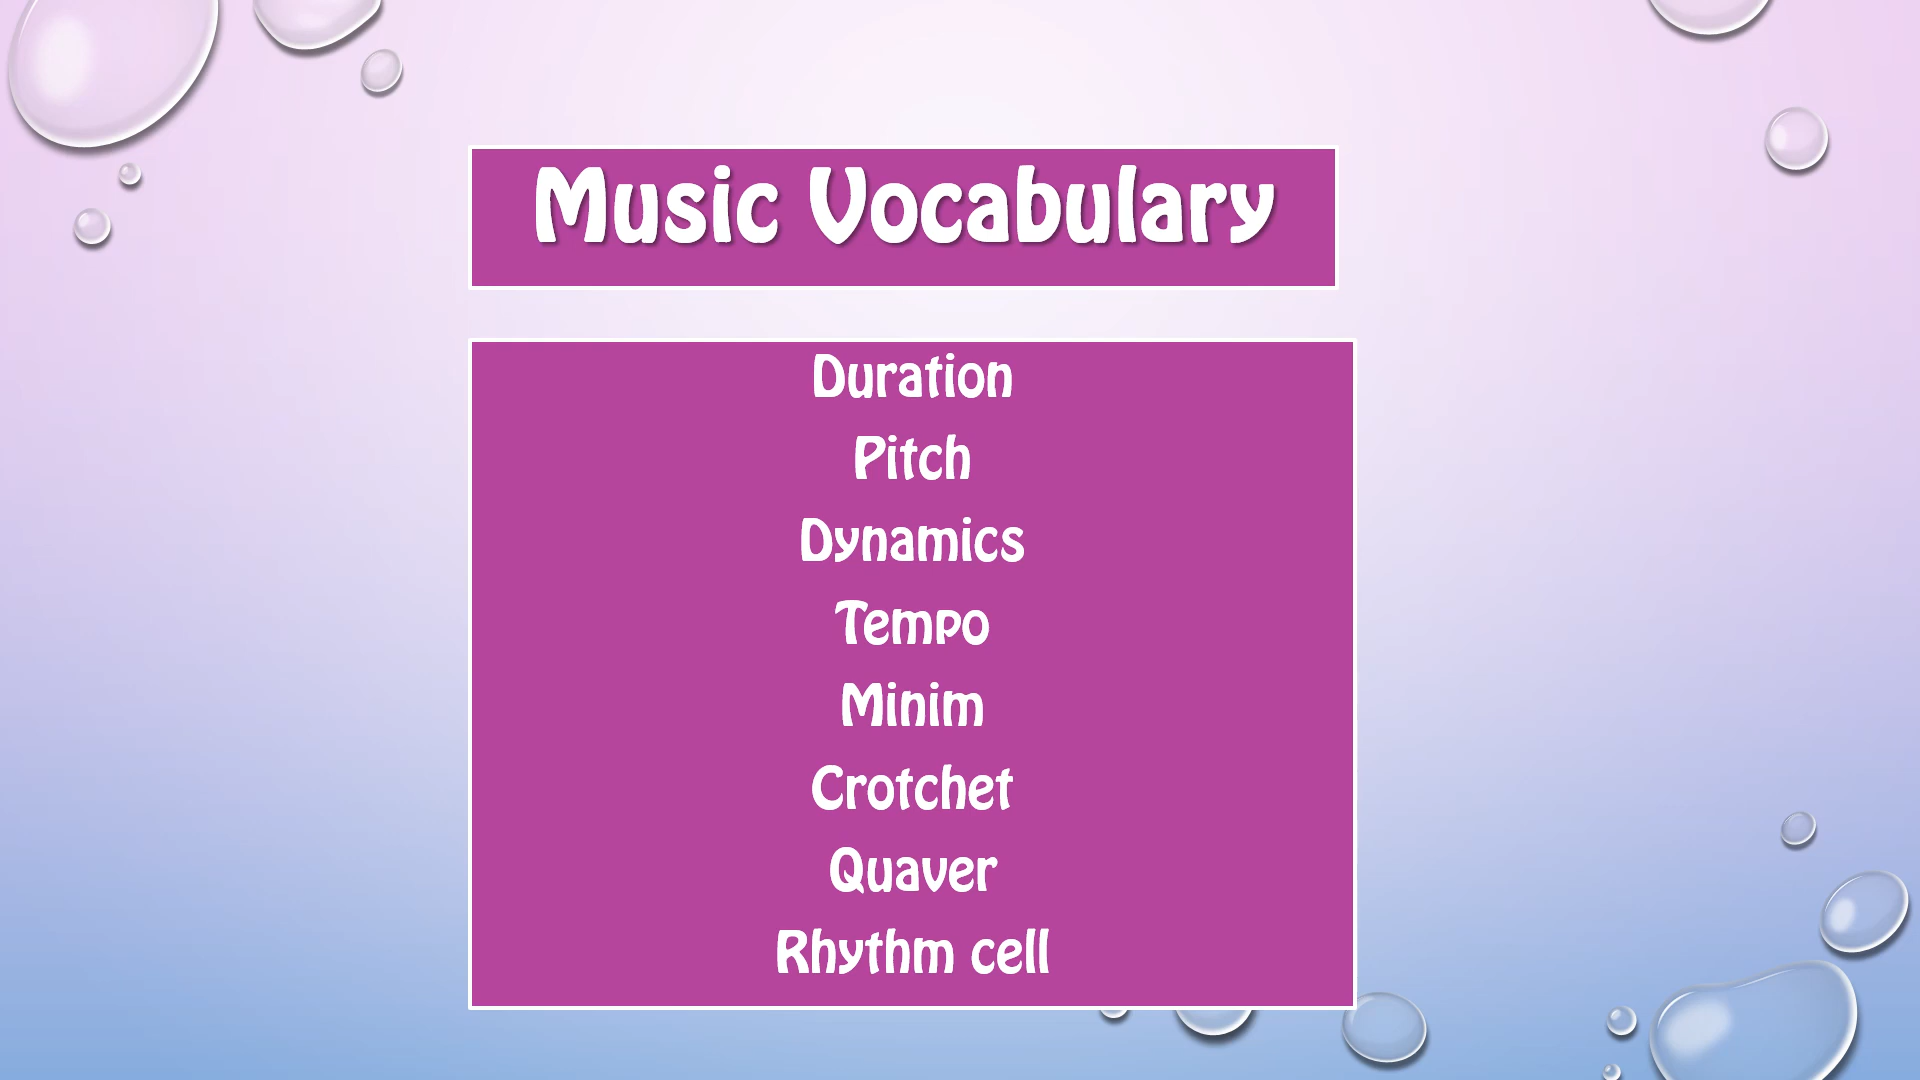 Music Vocabulary
Duration
Pitch
Dynamics
Tempo
Minim
Crotchet
Quaver
Rhythm cell